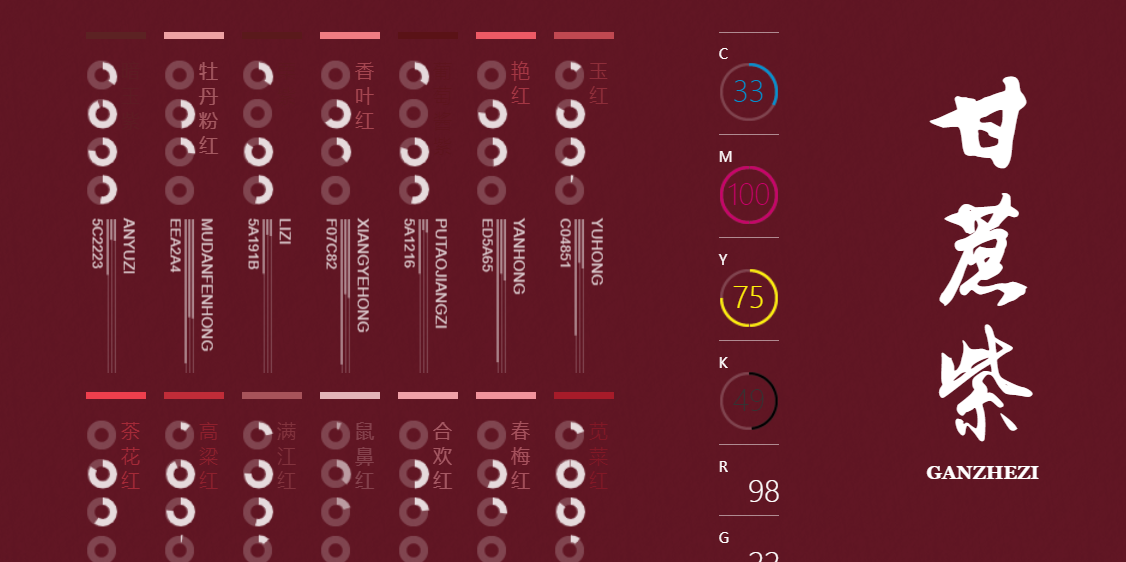 牡丹粉红
香叶红
艳红
玉红
ANYUZI
5C2223
MUDANFENHONG
EEA2A4
LIZI
5A191B
XIANGYEHONG
F07C82
PUTAOJIANGZI
5A1216
YANHONG
ED5A65
YUHONG
C04851
茶花红
高粱红
满江红
鼠鼻红
合欢红
春梅红
苋菜红
C
33
M
100
Y
75
K
49
R
98
G
甘蔗紫
GANZHEZI